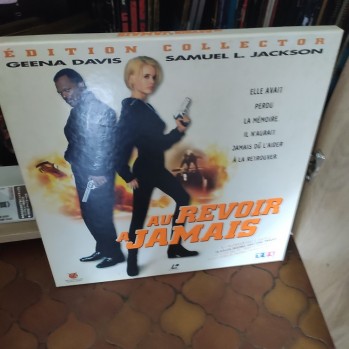 ÉDITION COLLECTOR
GEENA DAVIS SAMUEL L. JACKSON
ELLE AVAIT
PERDU
LA MÉMOIRE
IL N'AURAIT
JAMAIS DÛ L'AIDER
À LA RETROUVER
AU REVOIR
À JAMAIS